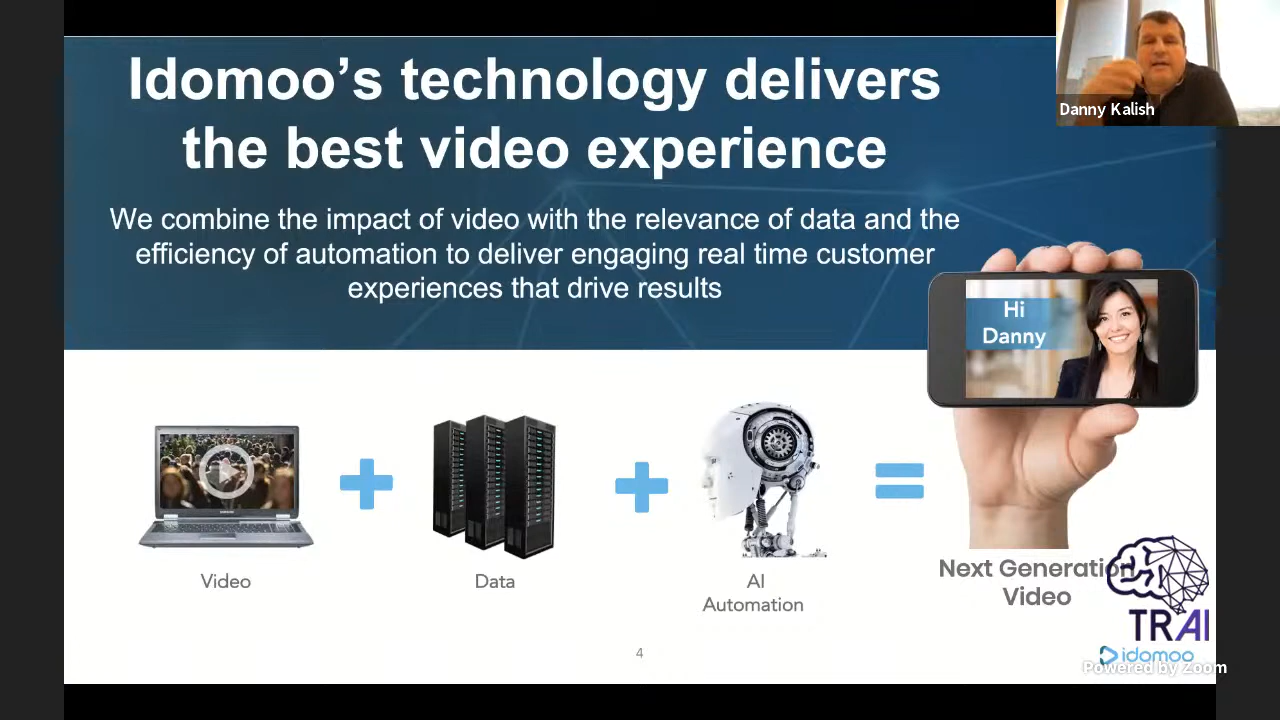 Idomoo's technology delivers
the best video experience
We combine the impact of video with the relevance of data and the
efficiency of automation to deliver engaging real time customer
experiences that drive results
Danny Kalish
Hi
Danny
Video
Data
AI
Automation
Next Generation
Video
TRAI
idomoo
Powered by Zoom
4